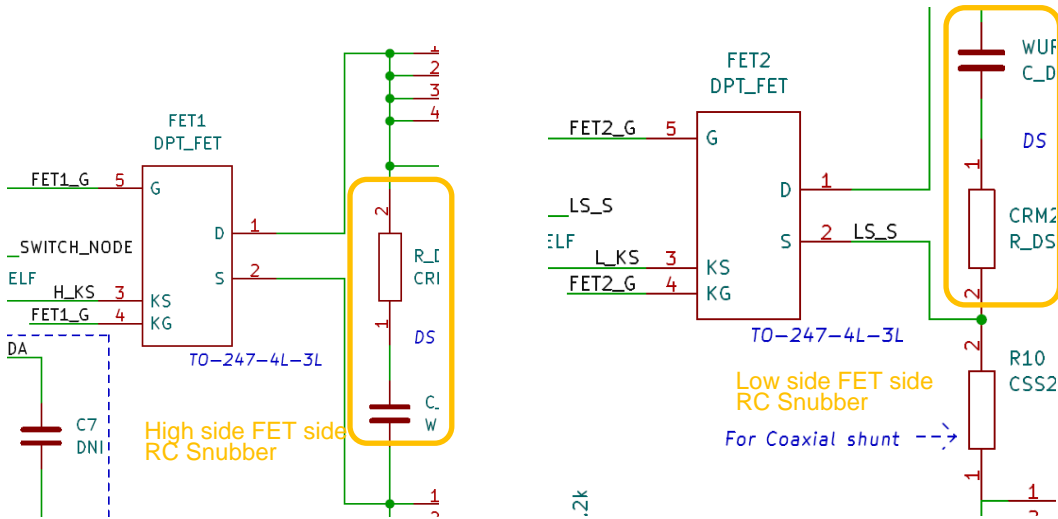 1
2
3
4
FET1
DPT_FET
FET1_G
5
G
D
1
SWITCH_NODE
S
2
ELF
H_KS
3
KS
FET1_G
4
KG
TO-247-4L-3L
DA
C7
DNI
High side FET side
RC Snubber
2
1
DS
1
FET2
DPT_FET
FET2_G
5
G
D
1
LS_S
S
2
LS_S
ELF
L_KS
3
KS
FET2_G
4
KG
TO-247-4L-3L
DS
1
2
Low side FET side
RC Snubber
For Coaxial shunt
2
R10
1
1
.2k